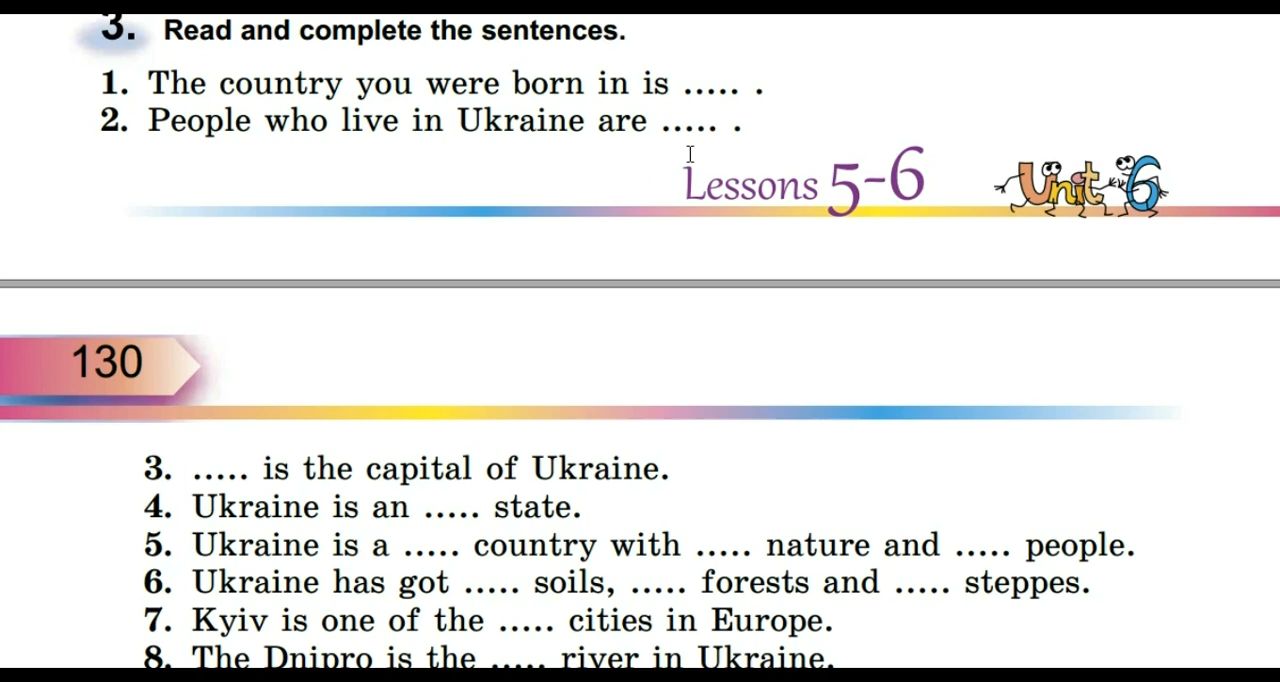 3. Read and complete the sentences.
1. The country you were born in is ..... .
2. People who live in Ukraine are ..... .
Lessons 5-6 Unit 6
130
3. ..... is the capital of Ukraine.
4. Ukraine is an ..... state.
5. Ukraine is a ..... country with ..... nature and ..... people.
6. Ukraine has got ..... soils, ..... forests and ..... steppes.
7. Kyiv is one of the ..... cities in Europe.
8. The Dnipro is the ..... river in Ukraine.